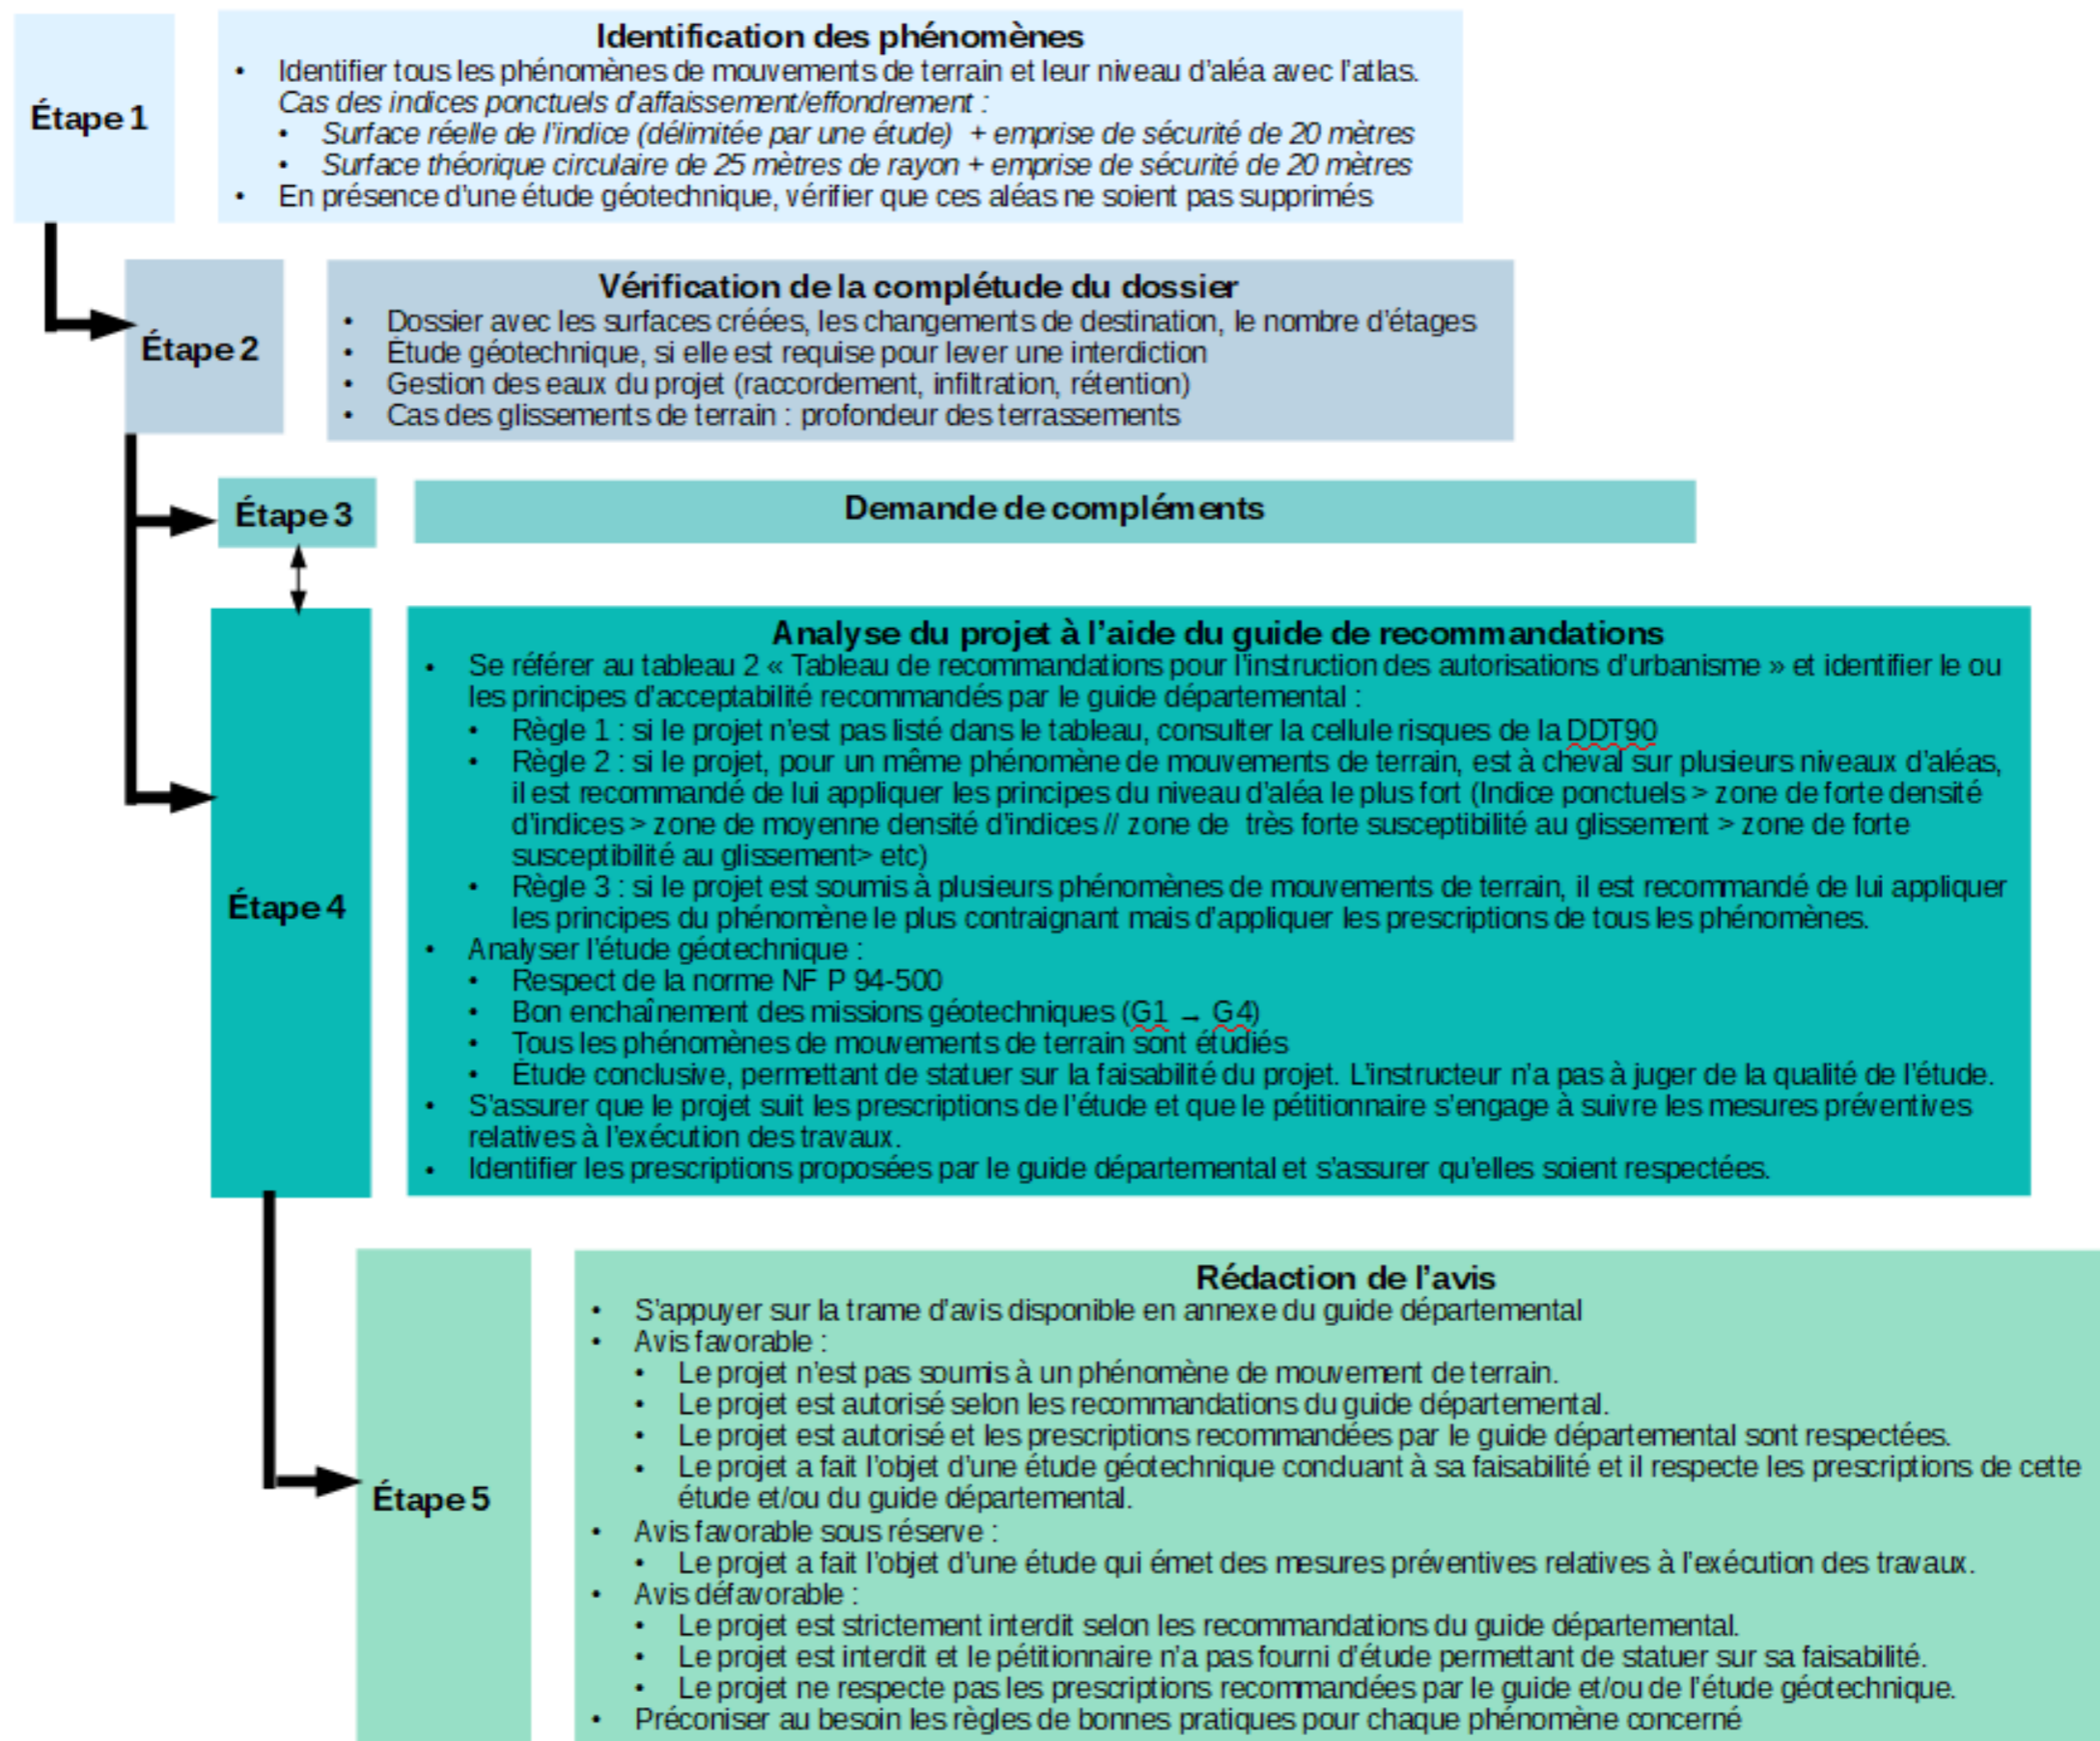 Étape 1
Identification des phénomènes
• Identifier tous les phénomènes de mouvements de terrain et leur niveau d’aléa avec l’atlas.
Cas des indices ponctuels d’affaissement/effondrement :
• Surface réelle de l’indice (délimitée par une étude) + emprise de sécurité de 20 mètres
• Surface théorique circulaire de 25 mètres de rayon + emprise de sécurité de 20 mètres
• En présence d’une étude géotechnique, vérifier que ces aléas ne soient pas supprimés
Étape 2
Vérification de la complétude du dossier
• Dossier avec les surfaces créées, les changements de destination, le nombre d’étages
• Étude géotechnique, si elle est requise pour lever une interdiction
• Gestion des eaux du projet (raccordement, infiltration, rétention)
• Cas des glissements de terrain : profondeur des terrassements
Étape 3
Demande de compléments
Étape 4
Analyse du projet à l’aide du guide de recommandations
• Se référer au tableau 2 « Tableau de recommandations pour l’instruction des autorisations d’urbanisme » et identifier le ou
les principes d’acceptabilité recommandés par le guide départemental :
• Règle 1 : si le projet n’est pas listé dans le tableau, consulter la cellule risques de la DDT90
• Règle 2 : si le projet, pour un même phénomène de mouvements de terrain, est à cheval sur plusieurs niveaux d’aléas,
il est recommandé de lui appliquer les principes du niveau d’aléa le plus fort (Indice ponctuels > zone de forte densité
d’indices > zone de moyenne densité d’indices // zone de très forte susceptibilité au glissement > zone de forte
susceptibilité au glissement> etc)
• Règle 3 : si le projet est soumis à plusieurs phénomènes de mouvements de terrain, il est recommandé de lui appliquer
les principes du phénomène le plus contraignant mais d’appliquer les prescriptions de tous les phénomènes.
• Analyser l’étude géotechnique :
• Respect de la norme NF P 94-500
• Bon enchaînement des missions géotechniques (G1 → G4)
• Tous les phénomènes de mouvements de terrain sont étudiés
• Étude conclusive, permettant de statuer sur la faisabilité du projet. L’instructeur n’a pas à juger de la qualité de l’étude.
• S’assurer que le projet suit les prescriptions de l’étude et que le pétitionnaire s’engage à suivre les mesures préventives
relatives à l’exécution des travaux.
• Identifier les prescriptions proposées par le guide départemental et s’assurer qu’elles soient respectées.
Étape 5
Rédaction de l’avis
• S’appuyer sur la trame d’avis disponible en annexe du guide départemental
• Avis favorable :
• Le projet n’est pas soumis à un phénomène de mouvement de terrain.
• Le projet est autorisé selon les recommandations du guide départemental.
• Le projet est autorisé et les prescriptions recommandées par le guide départemental sont respectées.
• Le projet a fait l’objet d’une étude géotechnique concluant à sa faisabilité et il respecte les prescriptions de cette
étude et/ou du guide départemental.
• Avis favorable sous réserve :
• Le projet a fait l’objet d’une étude qui émet des mesures préventives relatives à l’exécution des travaux.
• Avis défavorable :
• Le projet est strictement interdit selon les recommandations du guide départemental.
• Le projet est interdit et le pétitionnaire n’a pas fourni d’étude permettant de statuer sur sa faisabilité.
• Le projet ne respecte pas les prescriptions recommandées par le guide et/ou de l’étude géotechnique.
• Préconiser au besoin les règles de bonnes pratiques pour chaque phénomène concerné